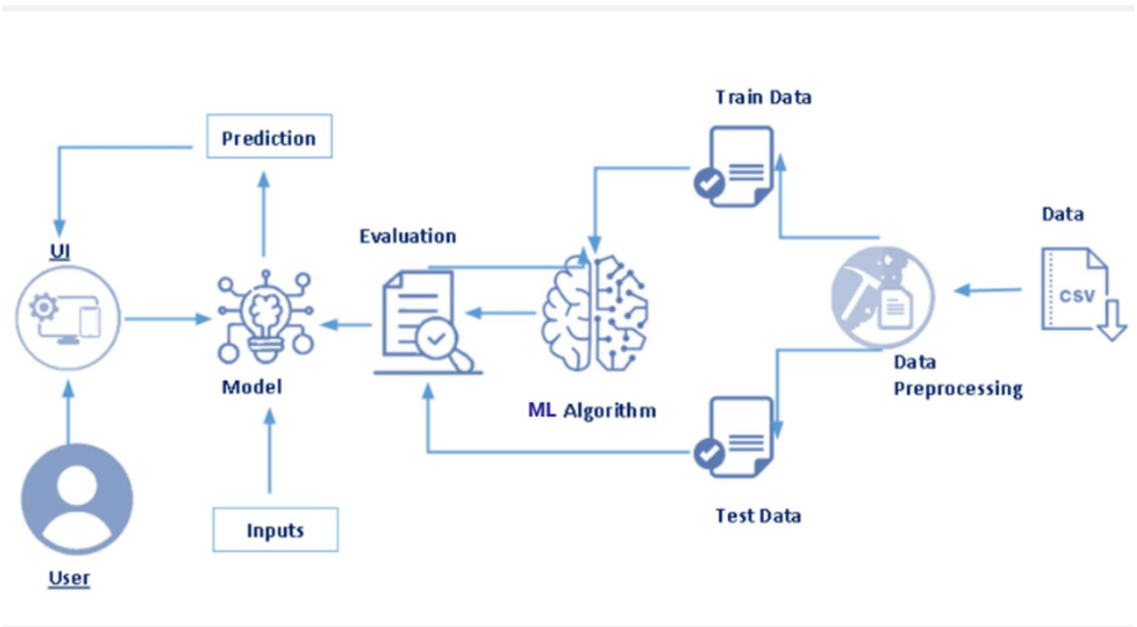 Train Data
Prediction
Data
Evaluation
UI
CSV
Data
Preprocessing
Model
ML Algorithm
Test Data
Inputs
User